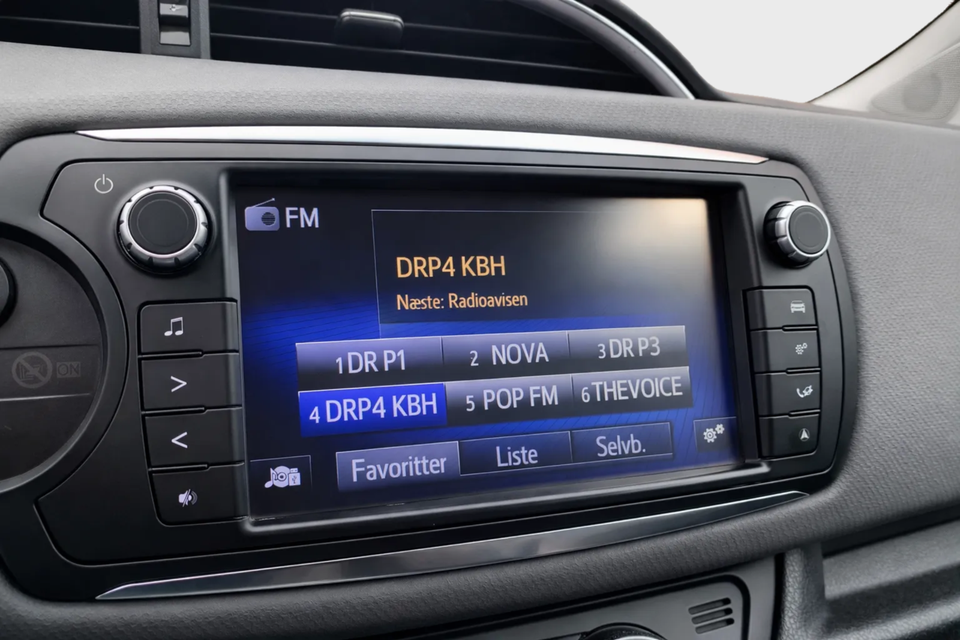 FM
DRP4 KBH
Næste: Radioavisen
1 DR P1 2 NOVA 3 DR P3
4 DRP4 KBH 5 POP FM 6 THEVOICE
Favoritter Liste Selvb.
ON